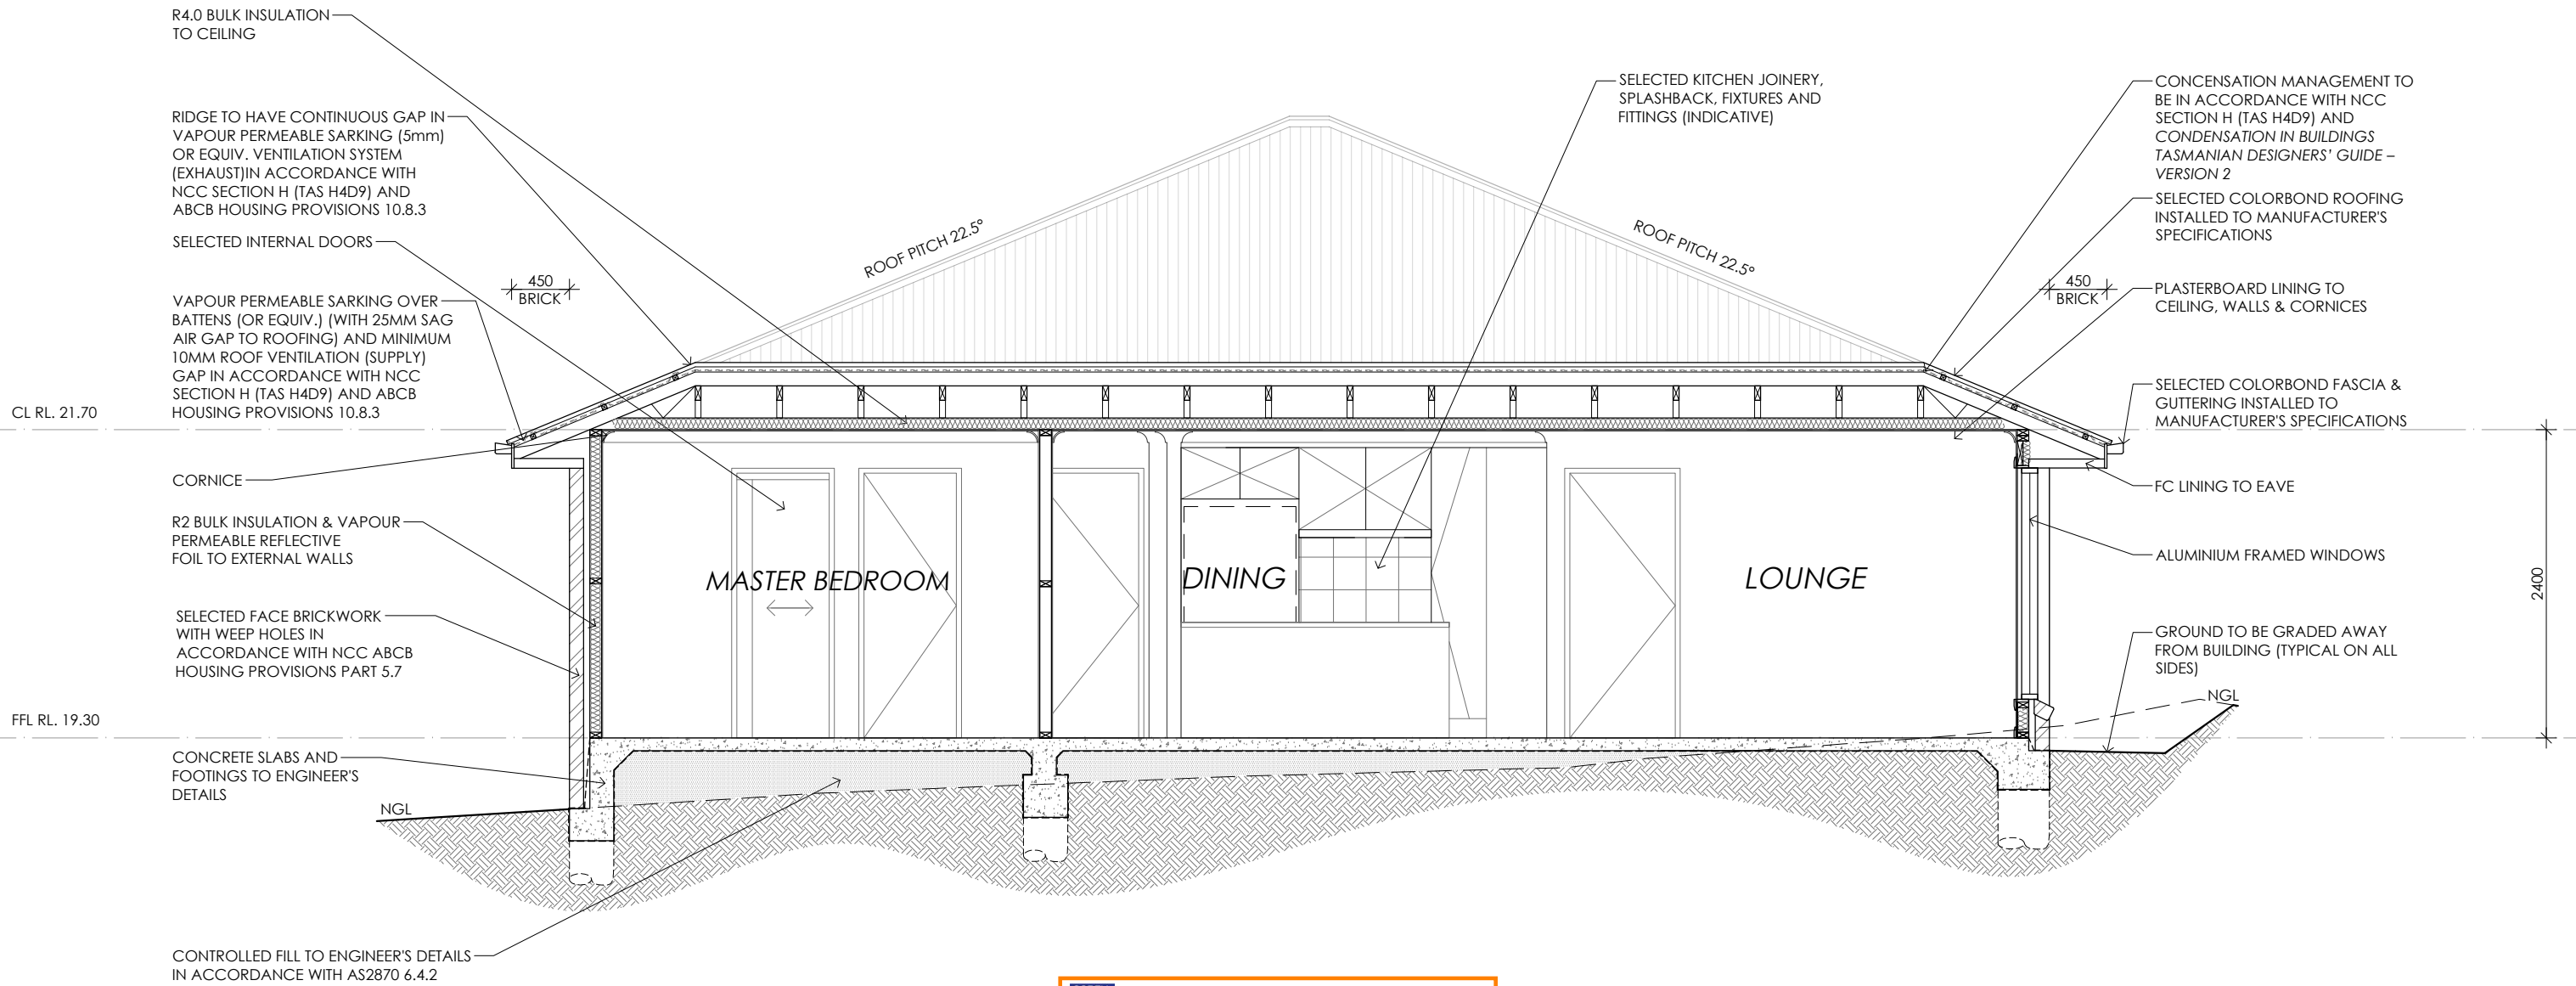 R4.0 BULK INSULATION
TO CEILING
RIDGE TO HAVE CONTINUOUS GAP IN
VAPOUR PERMEABLE SARKING (5mm)
OR EQUIV. VENTILATION SYSTEM
(EXHAUST)IN ACCORDANCE WITH
NCC SECTION H (TAS H4D9) AND
ABCB HOUSING PROVISIONS 10.8.3
SELECTED INTERNAL DOORS
VAPOUR PERMEABLE SARKING OVER
BATTENS (OR EQUIV.) (WITH 25MM SAG
AIR GAP TO ROOFING) AND MINIMUM
10MM ROOF VENTILATION (SUPPLY)
GAP IN ACCORDANCE WITH NCC
SECTION H (TAS H4D9) AND ABCB
HOUSING PROVISIONS 10.8.3
CL RL. 21.70
CORNICE
R2 BULK INSULATION & VAPOUR
PERMEABLE REFLECTIVE
FOIL TO EXTERNAL WALLS
SELECTED FACE BRICKWORK
WITH WEEP HOLES IN
ACCORDANCE WITH NCC ABCB
HOUSING PROVISIONS PART 5.7
FFL RL. 19.30
CONCRETE SLABS AND
FOOTINGS TO ENGINEER'S
DETAILS
NGL
CONTROLLED FILL TO ENGINEER'S DETAILS
IN ACCORDANCE WITH AS2870 6.4.2
450
BRICK
ROOF PITCH 22.5°
ROOF PITCH 22.5°
SELECTED KITCHEN JOINERY,
SPLASHBACK, FIXTURES AND
FITTINGS (INDICATIVE)
MASTER BEDROOM
DINING
LOUNGE
450
BRICK
CONCENSATION MANAGEMENT TO
BE IN ACCORDANCE WITH NCC
SECTION H (TAS H4D9) AND
CONDENSATION IN BUILDINGS
TASMANIAN DESIGNERS' GUIDE –
VERSION 2
SELECTED COLORBOND ROOFING
INSTALLED TO MANUFACTURER'S
SPECIFICATIONS
PLASTERBOARD LINING TO
CEILING, WALLS & CORNICES
SELECTED COLORBOND FASCIA &
GUTTERING INSTALLED TO
MANUFACTURER'S SPECIFICATIONS
FC LINING TO EAVE
ALUMINIUM FRAMED WINDOWS
2400
GROUND TO BE GRADED AWAY
FROM BUILDING (TYPICAL ON ALL
SIDES)
NGL